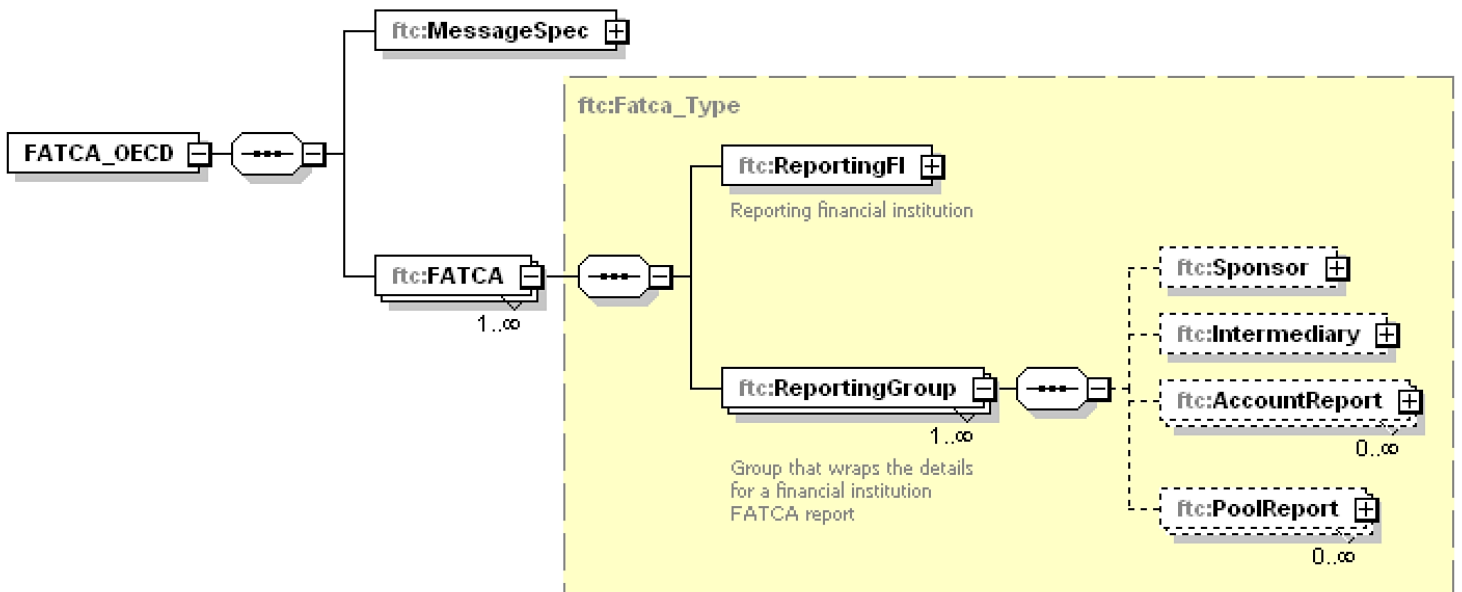 ftc:MessageSpec
ftc:Fatca_Type
FATCA_OECD
ftc:ReportingFI
Reporting financial institution
ftc:FATCA
1..∞
ftc:Sponsor
ftc:Intermediary
ftc:ReportingGroup
1..∞
ftc:AccountReport
0..∞
Group that wraps the details
for a financial institution
FATCA report
ftc:PoolReport
0..∞